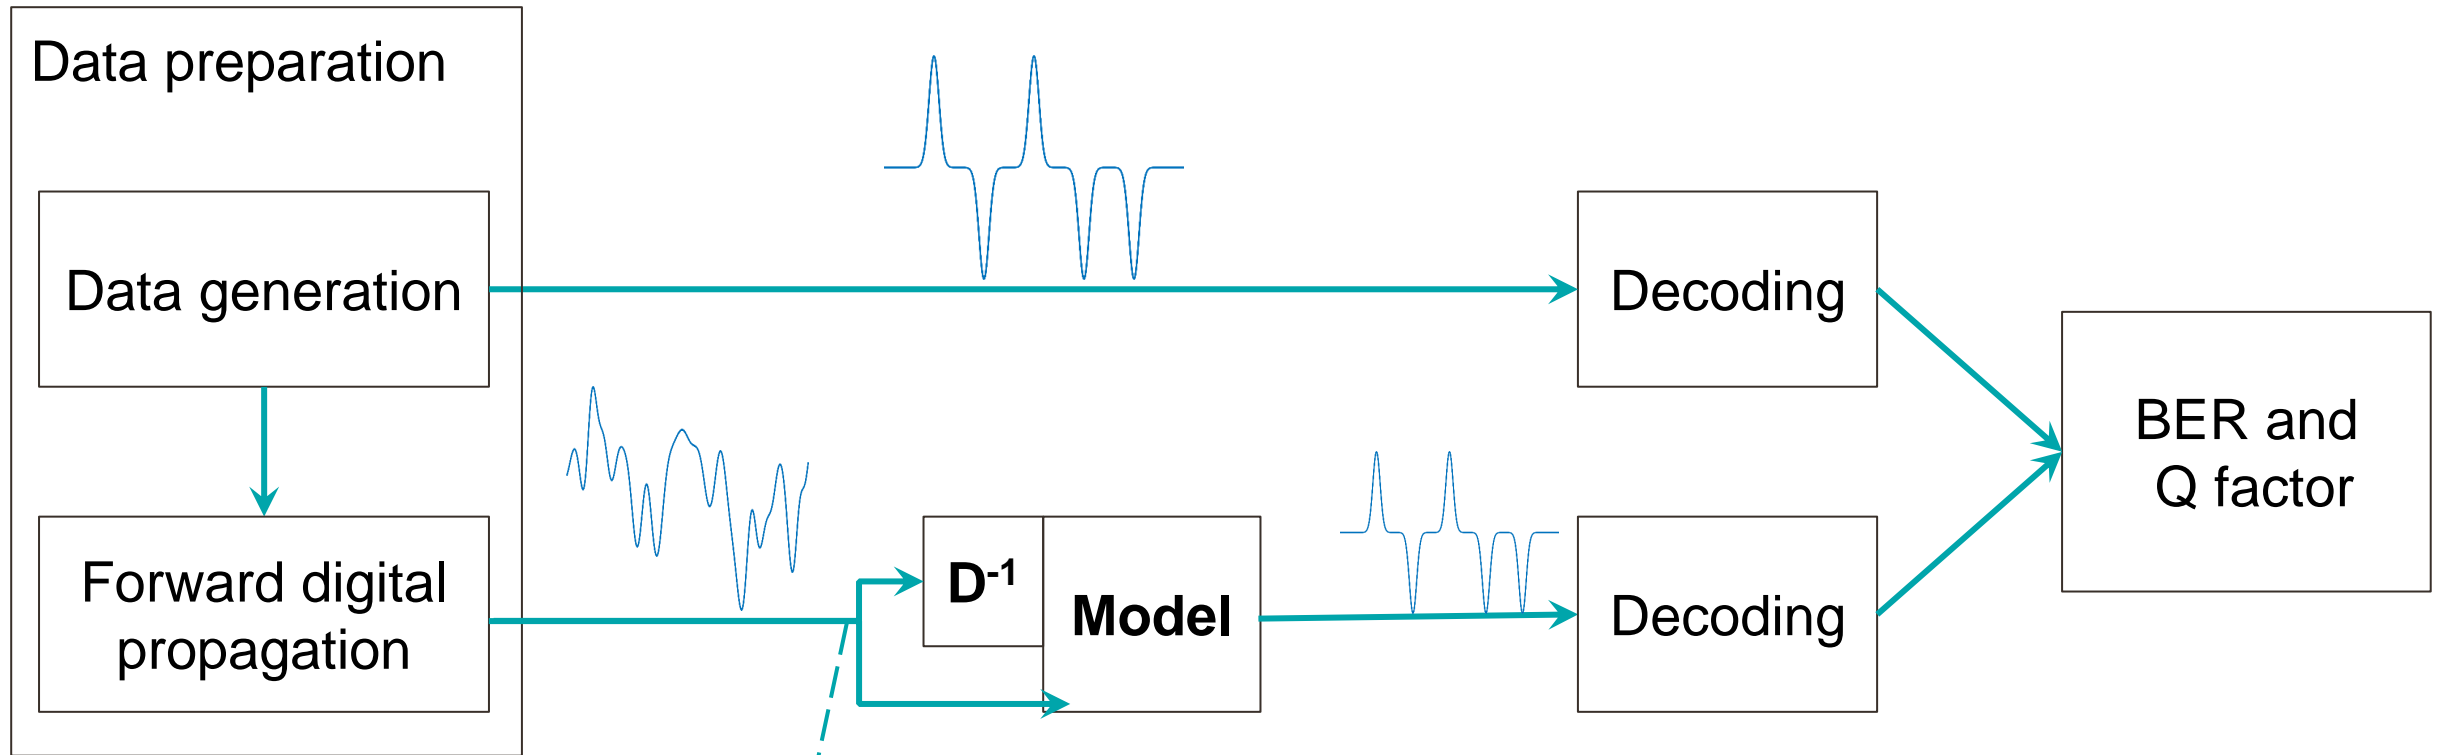 Data preparation
Data generation
Decoding
BER and
Q factor
Forward digital
propagation
D⁻¹
Model
Decoding